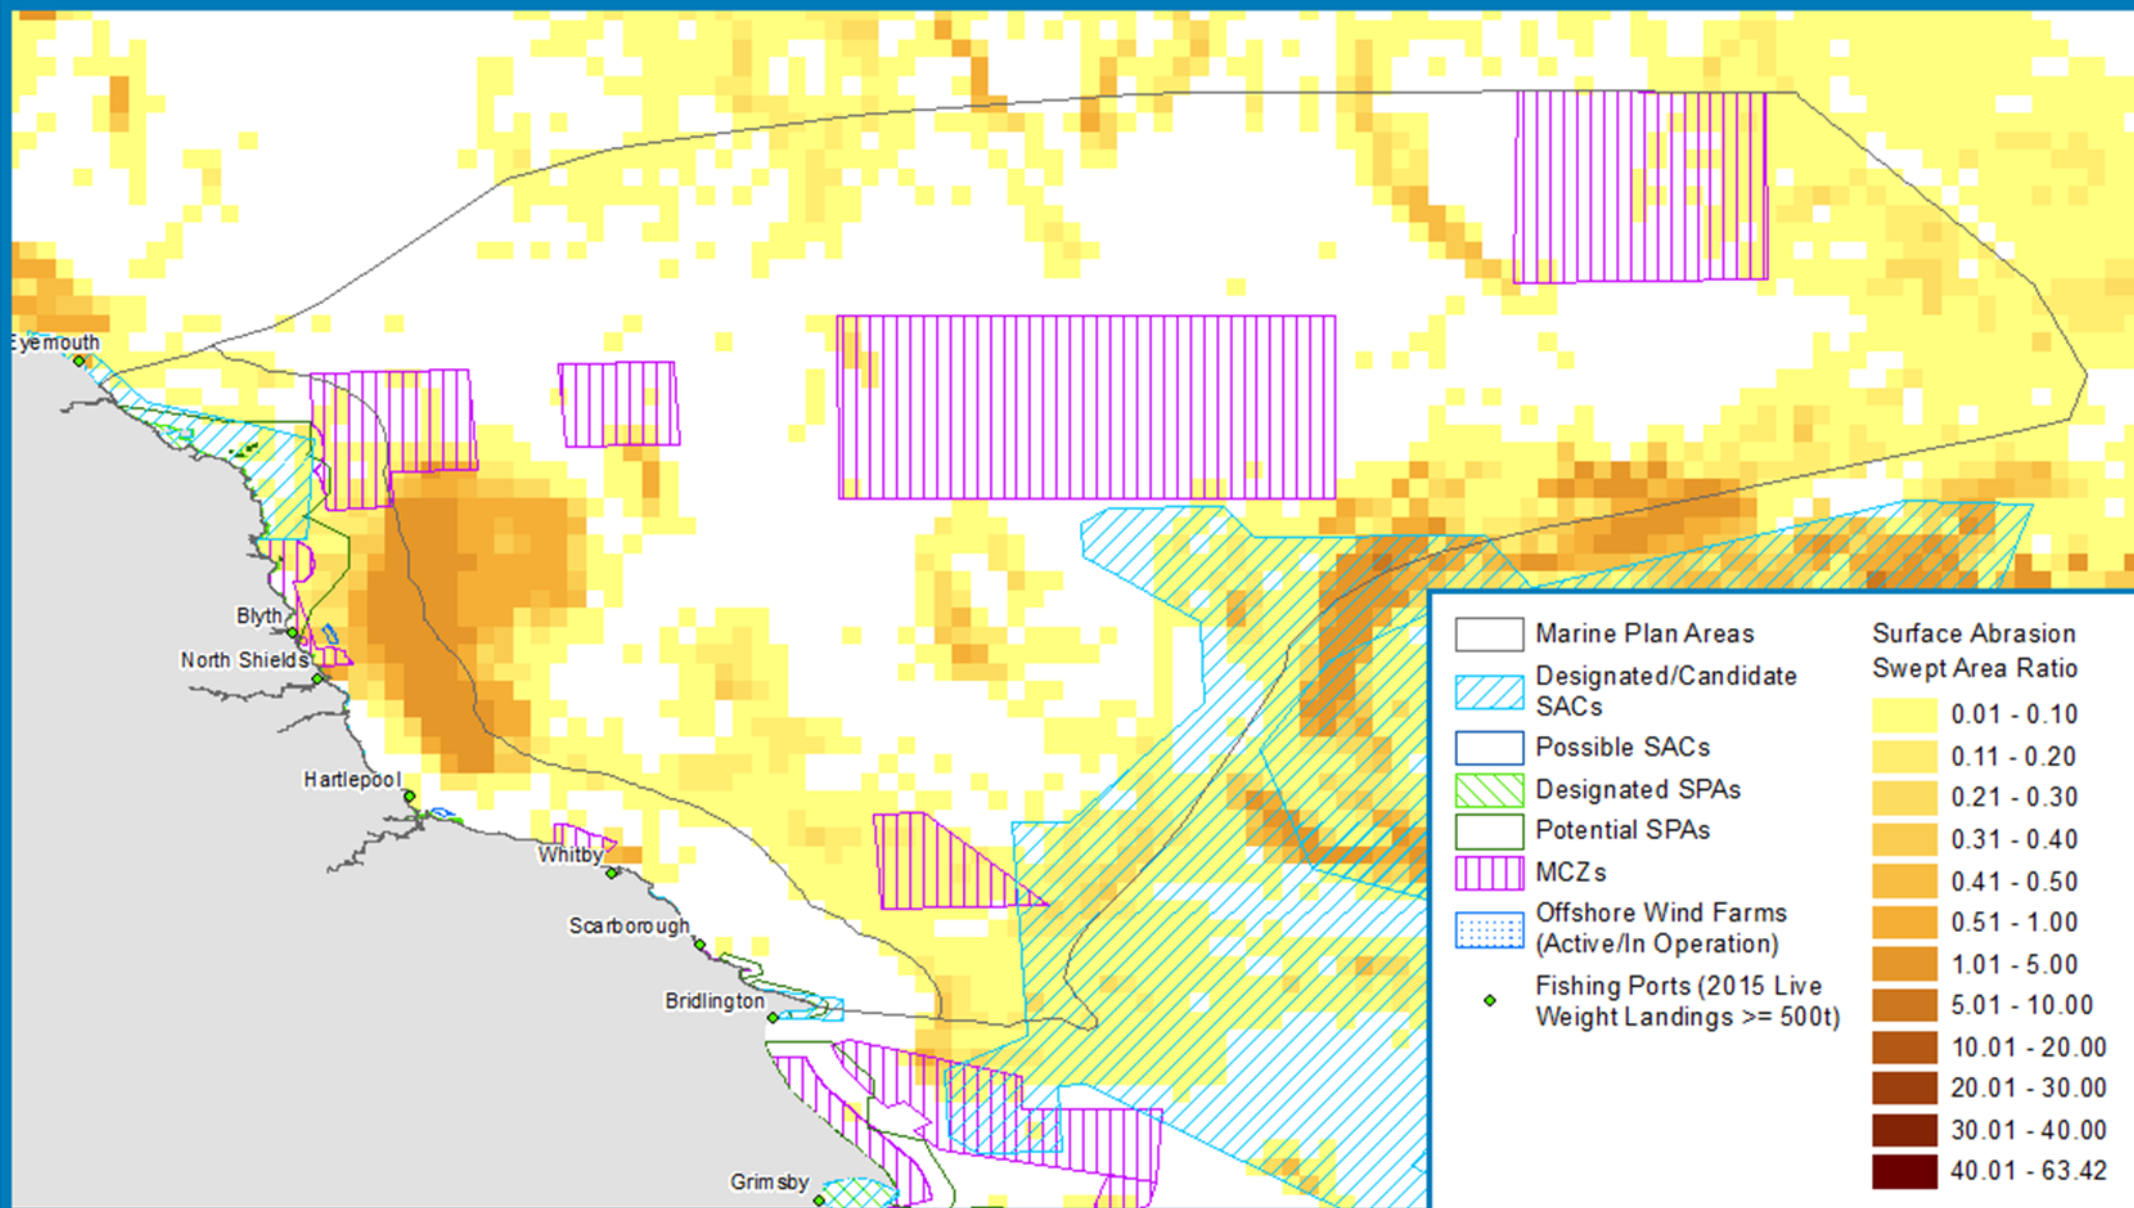 Eyemouth
Blyth
North Shields
Hartlepool
Whitby
Scarborough
Bridlington
Grimsby
Marine Plan Areas
Designated/Candidate
SACs
Possible SACs
Designated SPAs
Potential SPAs
MCZs
Offshore Wind Farms
(Active/In Operation)
Fishing Ports (2015 Live
Weight Landings >= 500t)
Surface Abrasion
Swept Area Ratio
0.01 - 0.10
0.11 - 0.20
0.21 - 0.30
0.31 - 0.40
0.41 - 0.50
0.51 - 1.00
1.01 - 5.00
5.01 - 10.00
10.01 - 20.00
20.01 - 30.00
30.01 - 40.00
40.01 - 63.42